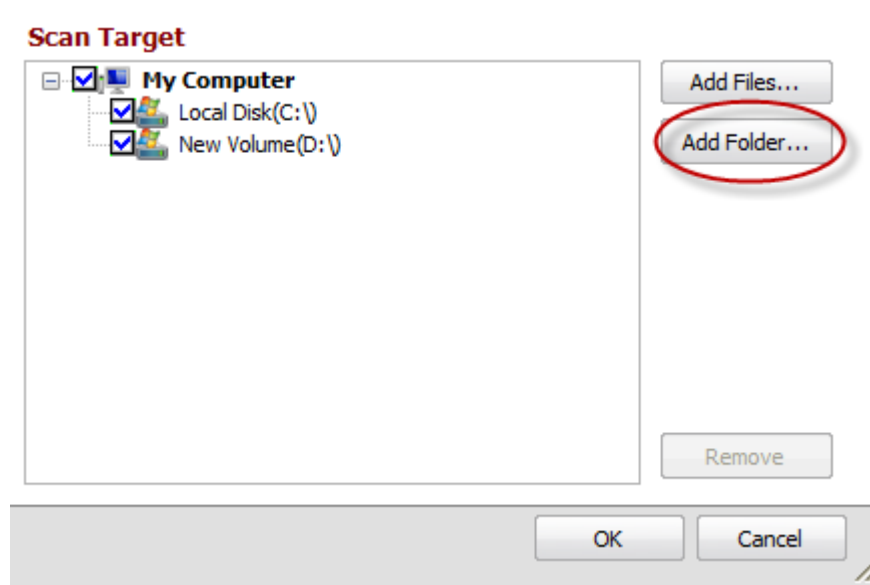 Scan Target
My Computer
Add Files...
Local Disk(C:\)
Add Folder...
New Volume(D:\)
Remove
OK
Cancel